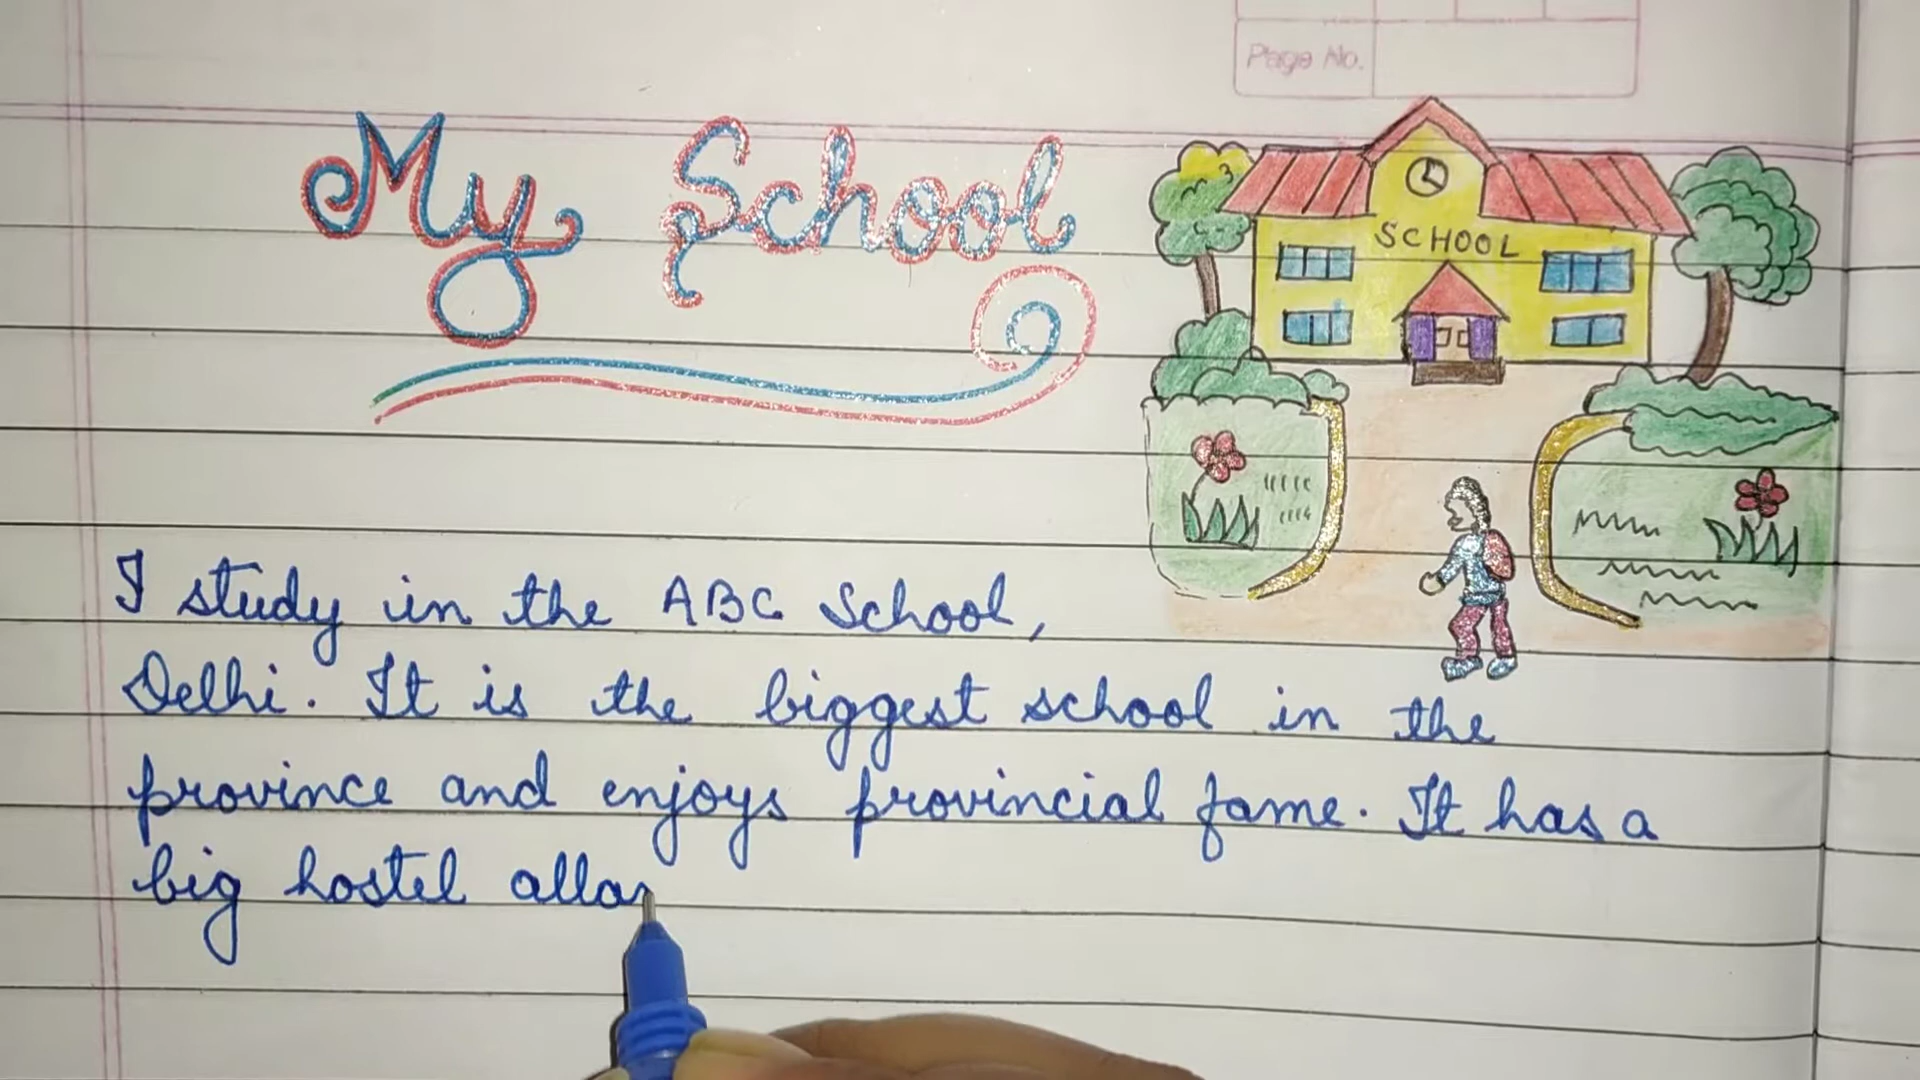 Page No.
My School
SCHOOL
I study in the ABC School,
Delhi. It is the biggest school in the
province and enjoys provincial fame. It has a
big hostel